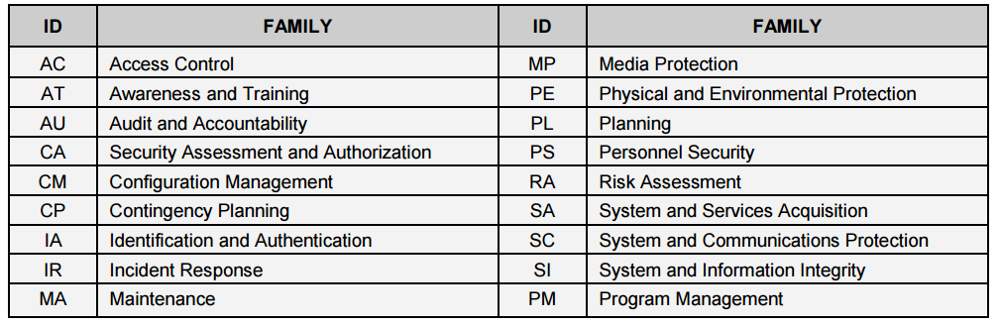 ID FAMILY ID FAMILY
AC Access Control MP Media Protection
AT Awareness and Training PE Physical and Environmental Protection
AU Audit and Accountability PL Planning
CA Security Assessment and Authorization PS Personnel Security
CM Configuration Management RA Risk Assessment
CP Contingency Planning SA System and Services Acquisition
IA Identification and Authentication SC System and Communications Protection
IR Incident Response SI System and Information Integrity
MA Maintenance PM Program Management